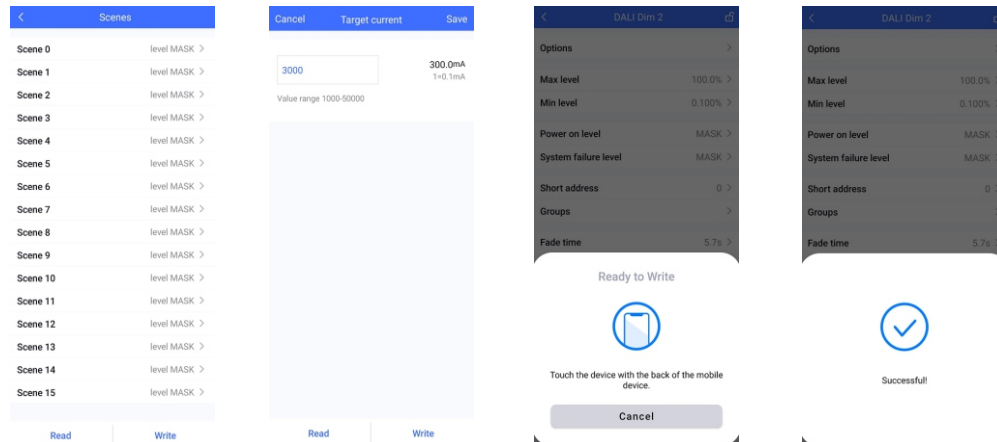 Scenes
Scene 0 level MASK
Scene 1 level MASK
Scene 2 level MASK
Scene 3 level MASK
Scene 4 level MASK
Scene 5 level MASK
Scene 6 level MASK
Scene 7 level MASK
Scene 8 level MASK
Scene 9 level MASK
Scene 10 level MASK
Scene 11 level MASK
Scene 12 level MASK
Scene 13 level MASK
Scene 14 level MASK
Scene 15 level MASK
Read Write
Cancel Target current Save
3000 300.0mA
1=0.1mA
Value range 1000-50000
Read Write
DALI Dim 2
Options
Max level 100.0%
Min level 0.100%
Power on level MASK
System failure level MASK
Short address 0
Groups
Fade time 5.7s
Ready to Write
Touch the device with the back of the mobile
device.
Cancel
DALI Dim 2
Options
Max level 100.0%
Min level 0.100%
Power on level MASK
System failure level MASK
Short address 0
Groups
Fade time 5.7s
Successful!